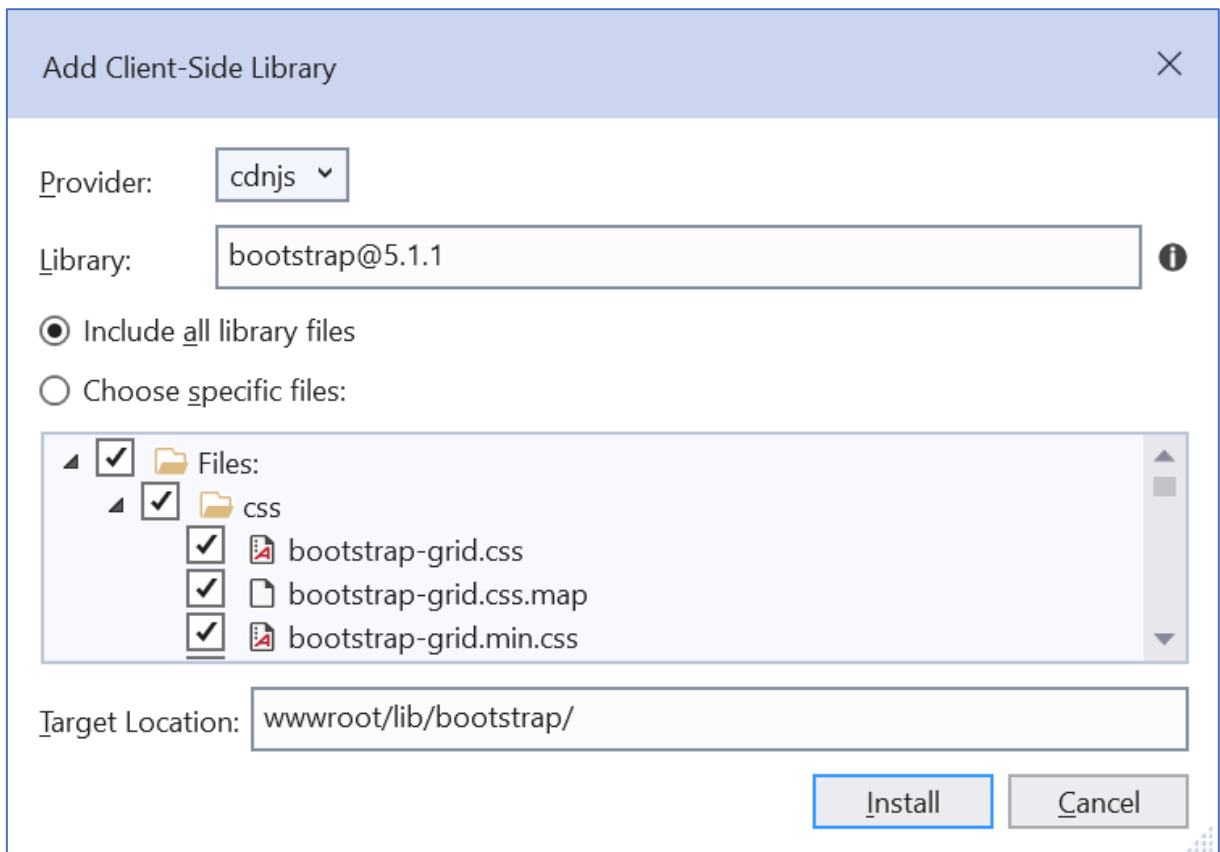 Add Client-Side Library
Provider: cdnjs
Library: bootstrap@5.1.1
Include all library files
Choose specific files:
Files:
css
bootstrap-grid.css
bootstrap-grid.css.map
bootstrap-grid.min.css
Target Location: wwwroot/lib/bootstrap/
Install Cancel